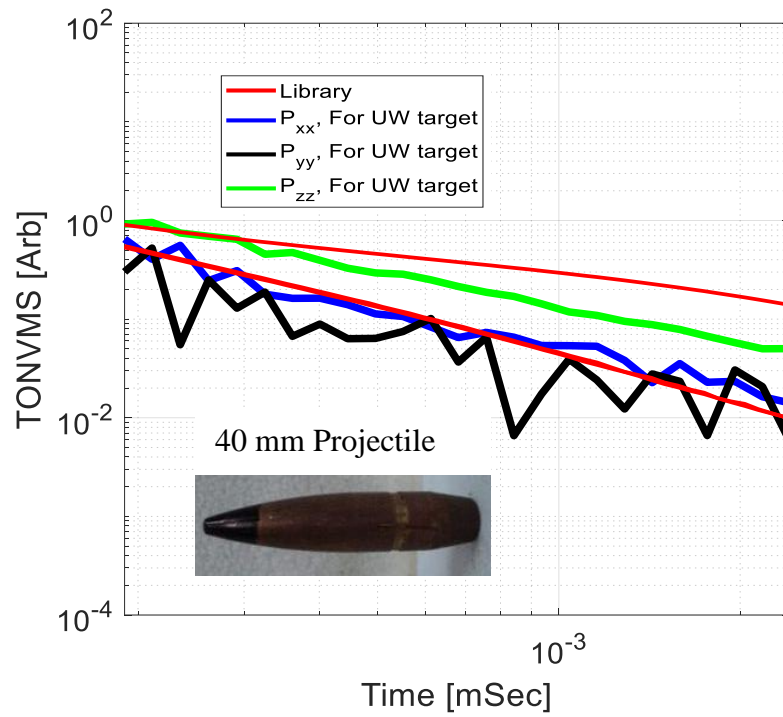 10^2
Library
P_xx, For UW target
P_yy, For UW target
P_zz, For UW target
10^0
TONVMS [Arb]
10^-2
40 mm Projectile
10^-4
10^-3
Time [mSec]